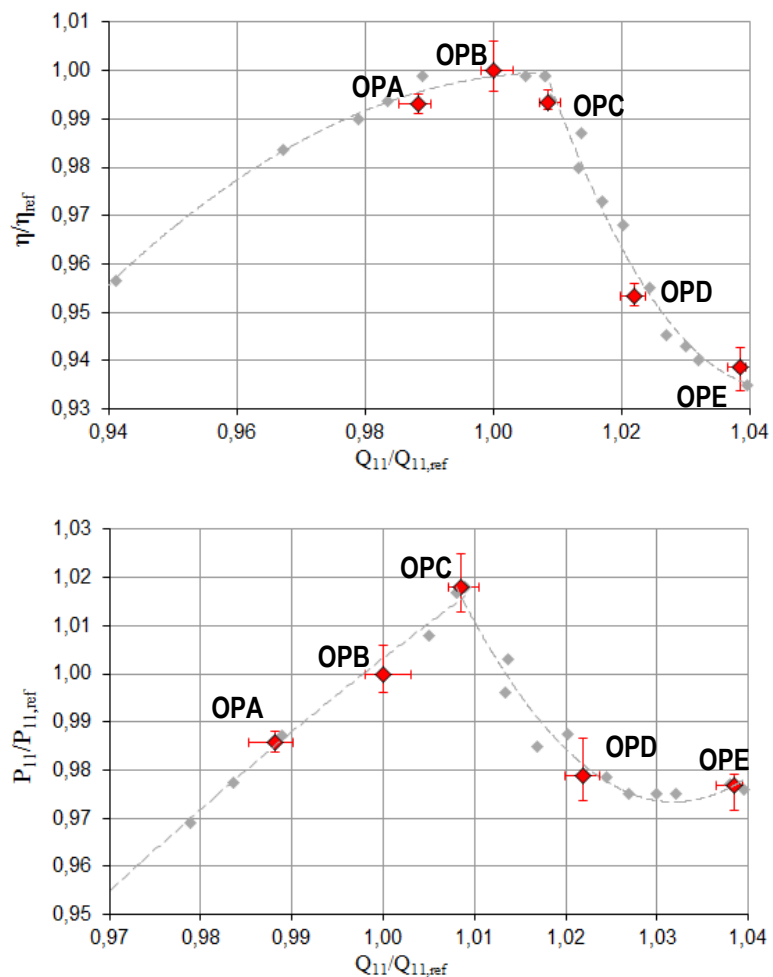 1,01
1,00
0,99
0,98
0,97
0,96
0,95
0,94
0,93
η/ηref
OPA
OPB
OPC
OPD
OPE
0,94 0,96 0,98 1,00 1,02 1,04
Q11/Q11,ref
1,03
1,02
1,01
1,00
0,99
0,98
0,97
0,96
0,95
P11/P11,ref
OPC
OPB
OPA
OPD
OPE
0,97 0,98 0,99 1,00 1,01 1,02 1,03 1,04
Q11/Q11,ref